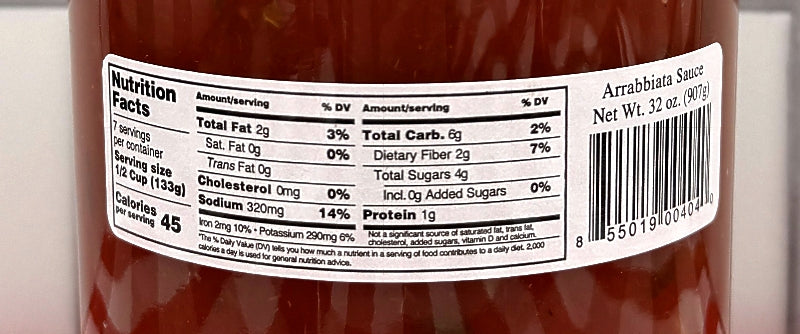 Nutrition
Facts
7 servings
per container
Serving size
1/2 Cup (133g)
Calories
per serving 45
Amount/serving % DV
Total Fat 2g 3%
Sat. Fat 0g 0%
Trans Fat 0g
Cholesterol 0mg 0%
Sodium 320mg 14%
Amount/serving % DV
Total Carb. 6g 2%
Dietary Fiber 2g 7%
Total Sugars 4g
Incl. 0g Added Sugars 0%
Protein 1g
Iron 2mg 10% • Potassium 290mg 6%
Not a significant source of saturated fat, trans fat,
cholesterol, added sugars, vitamin D and calcium.
*The % Daily Value (DV) tells you how much a nutrient in a serving of food contributes to a daily diet. 2,000
calories a day is used for general nutrition advice.
Arrabbiata Sauce
Net Wt. 32 oz. (907g)
8 55019 00404 0